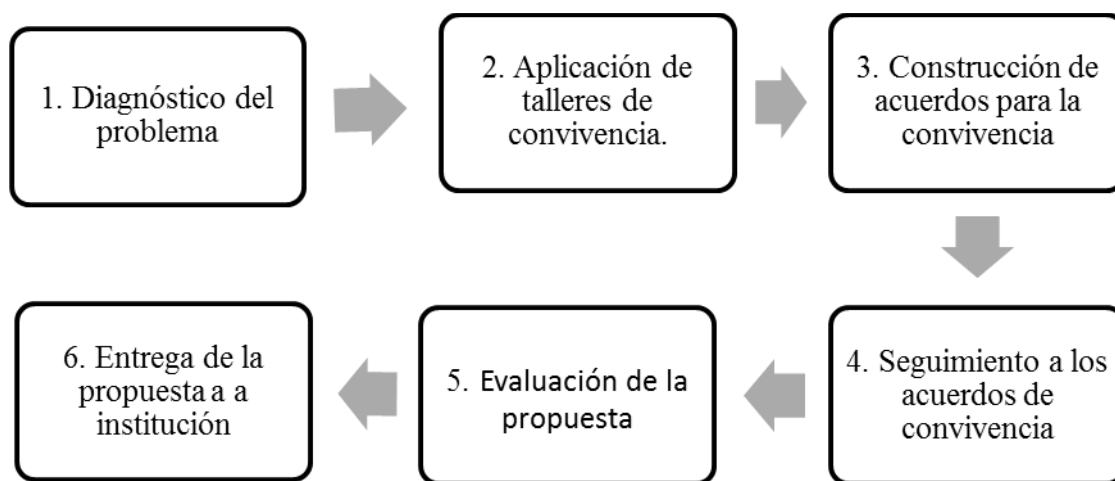 1. Diagnóstico del
problema
2. Aplicación de
talleres de
convivencia.
3. Construcción de
acuerdos para la
convivencia
4. Seguimiento a los
acuerdos de
convivencia
5. Evaluación de la
propuesta
6. Entrega de la
propuesta a a
institución